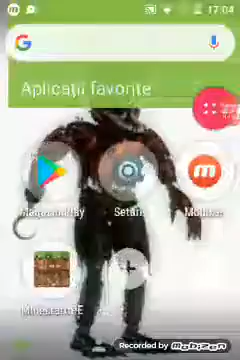 17:04
Aplicații favorite
Magazin Play
Setări
Mobizen
MinecraftPE
Recorded by mobizen